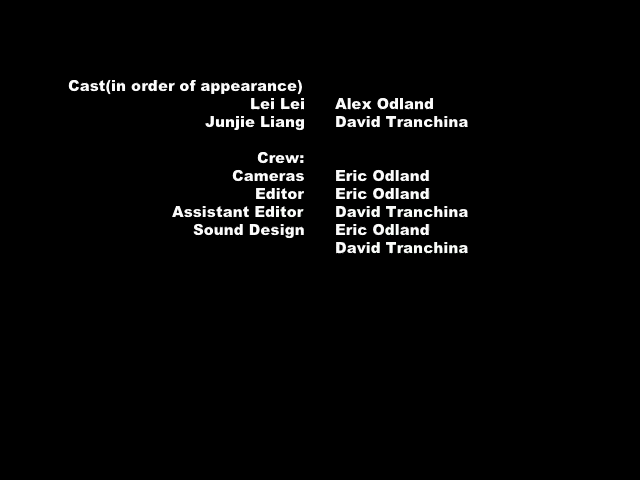 Cast(in order of appearance)
Lei Lei Alex Odland
Junjie Liang David Tranchina
Crew:
Cameras Eric Odland
Editor Eric Odland
Assistant Editor David Tranchina
Sound Design Eric Odland
David Tranchina